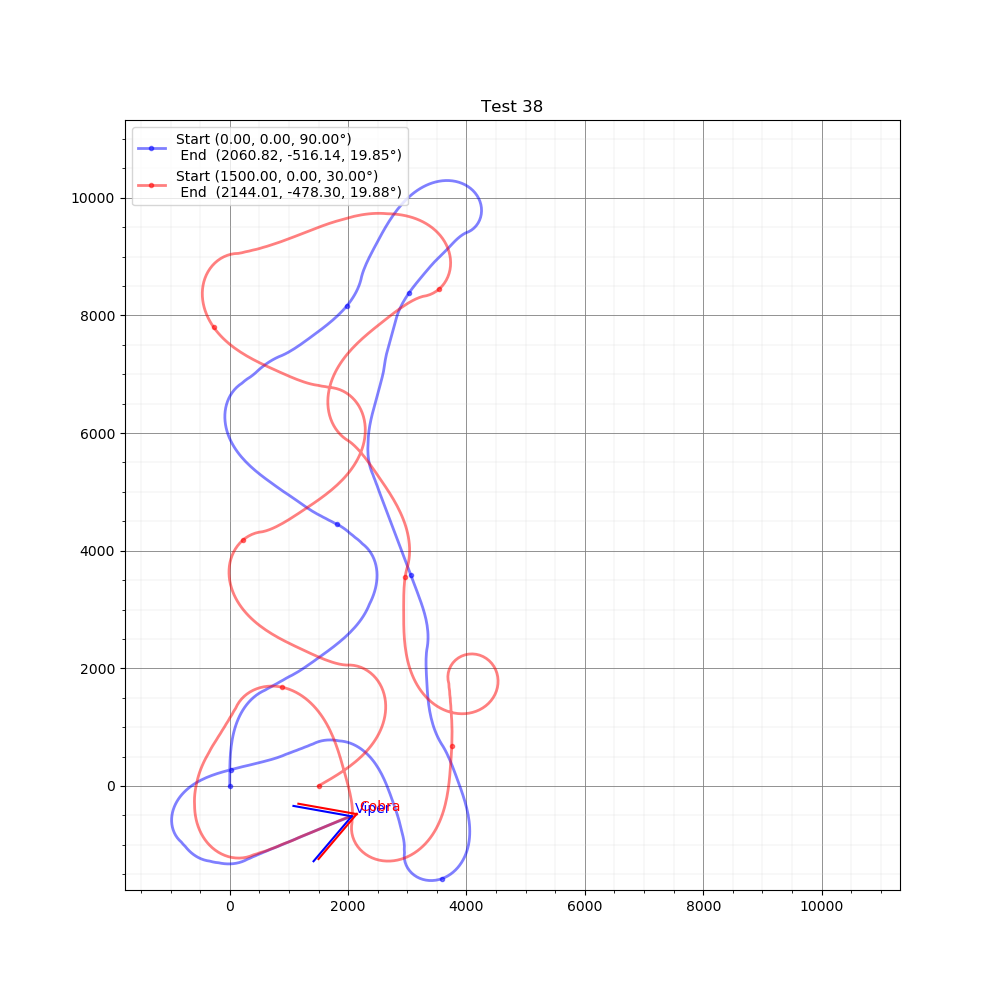 Test 38
Start (0.00, 0.00, 90.00°)
End (2060.82, -516.14, 19.85°)
Start (1500.00, 0.00, 30.00°)
End (2144.01, -478.30, 19.88°)
10000
8000
6000
4000
2000
0
Cobra
Viper
0 2000 4000 6000 8000 10000